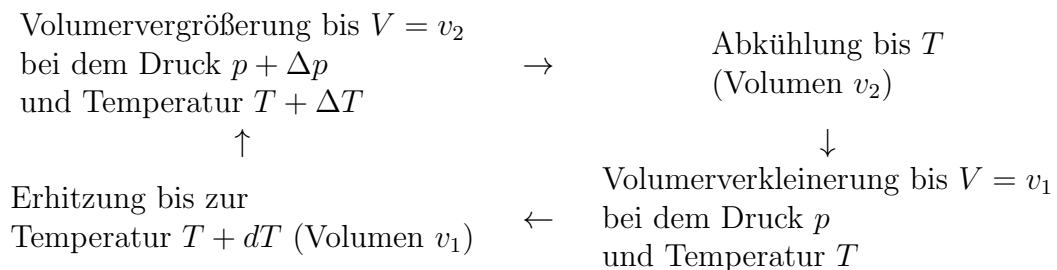 Volumervergrößerung bis V = v₂
bei dem Druck p + Δp
und Temperatur T + ΔT
→
Abkühlung bis T
(Volumen v₂)
↑
↓
Erhitzung bis zur
Temperatur T + dT (Volumen v₁)
←
Volumerverkleinerung bis V = v₁
bei dem Druck p
und Temperatur T